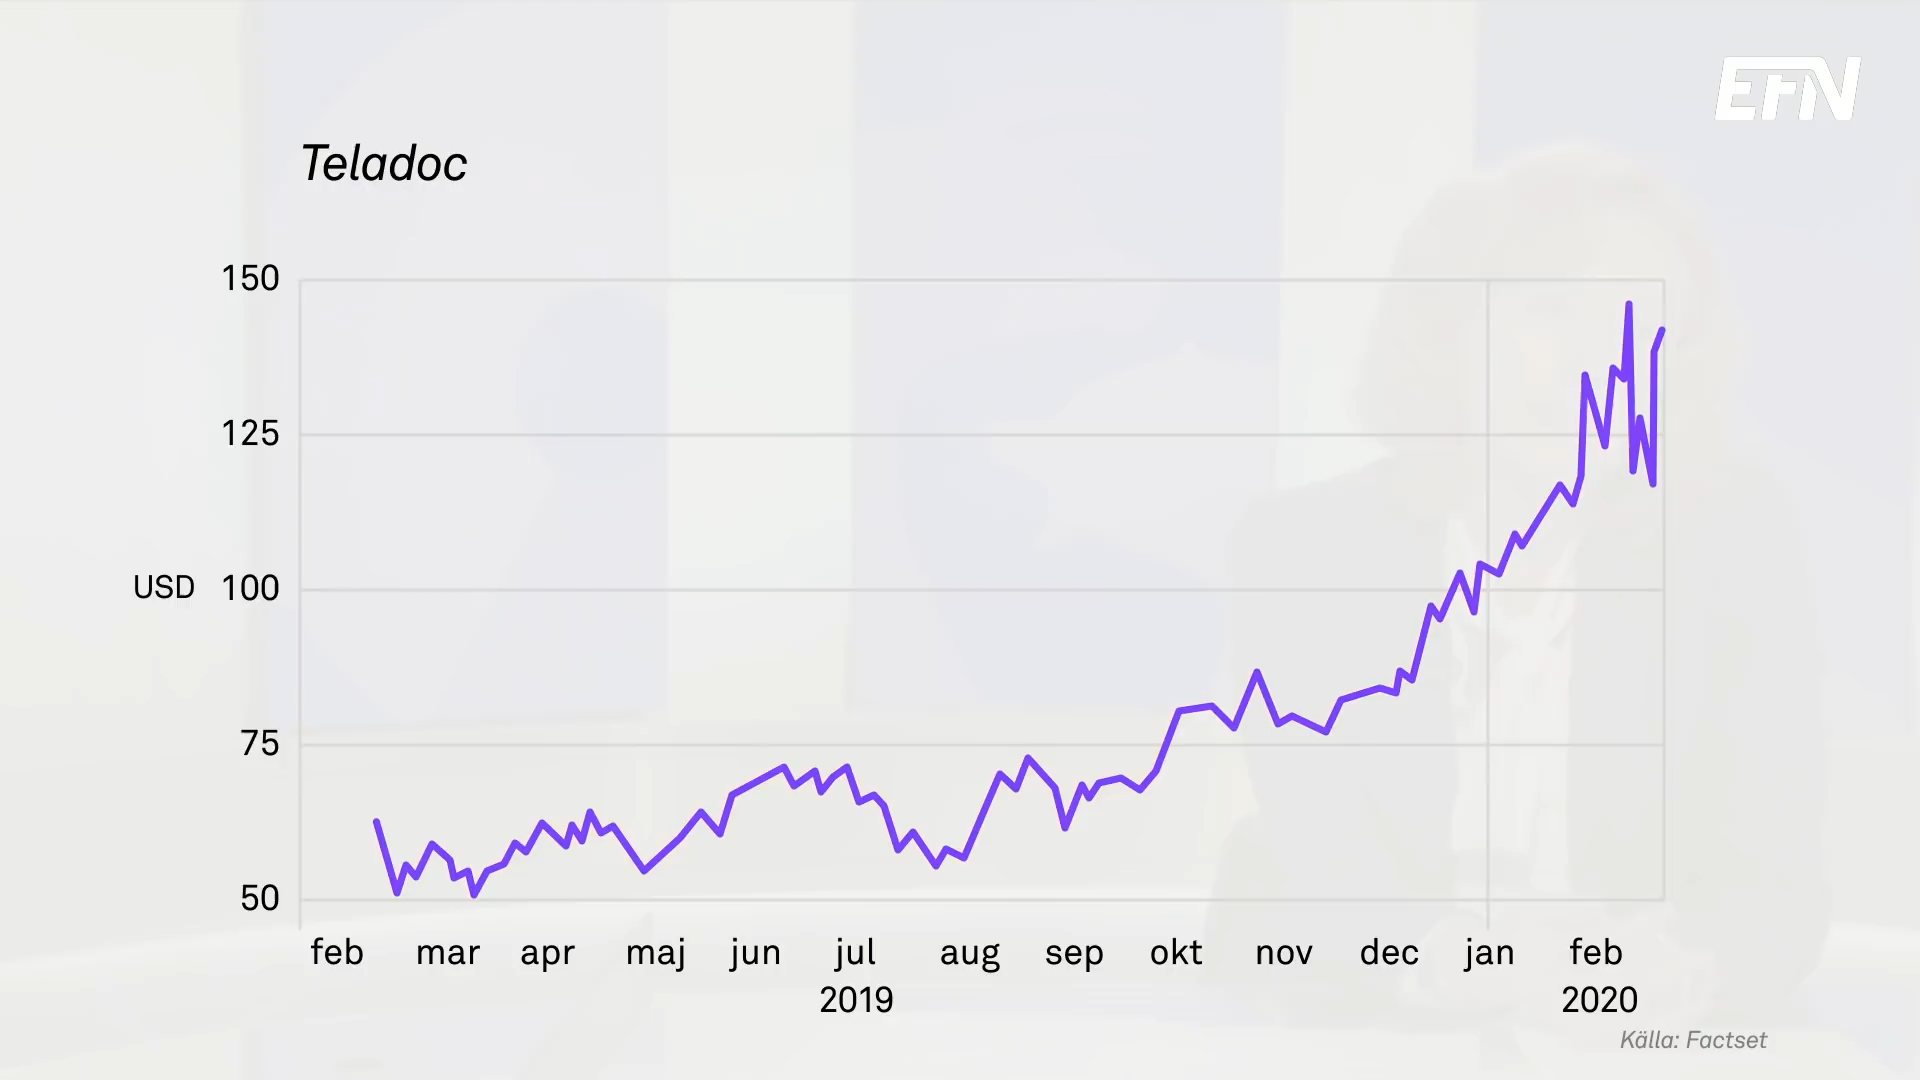 EFN
Teladoc
150
125
USD 100
75
50
feb mar apr maj jun jul aug sep okt nov dec jan feb
2019 2020
Källa: Factset